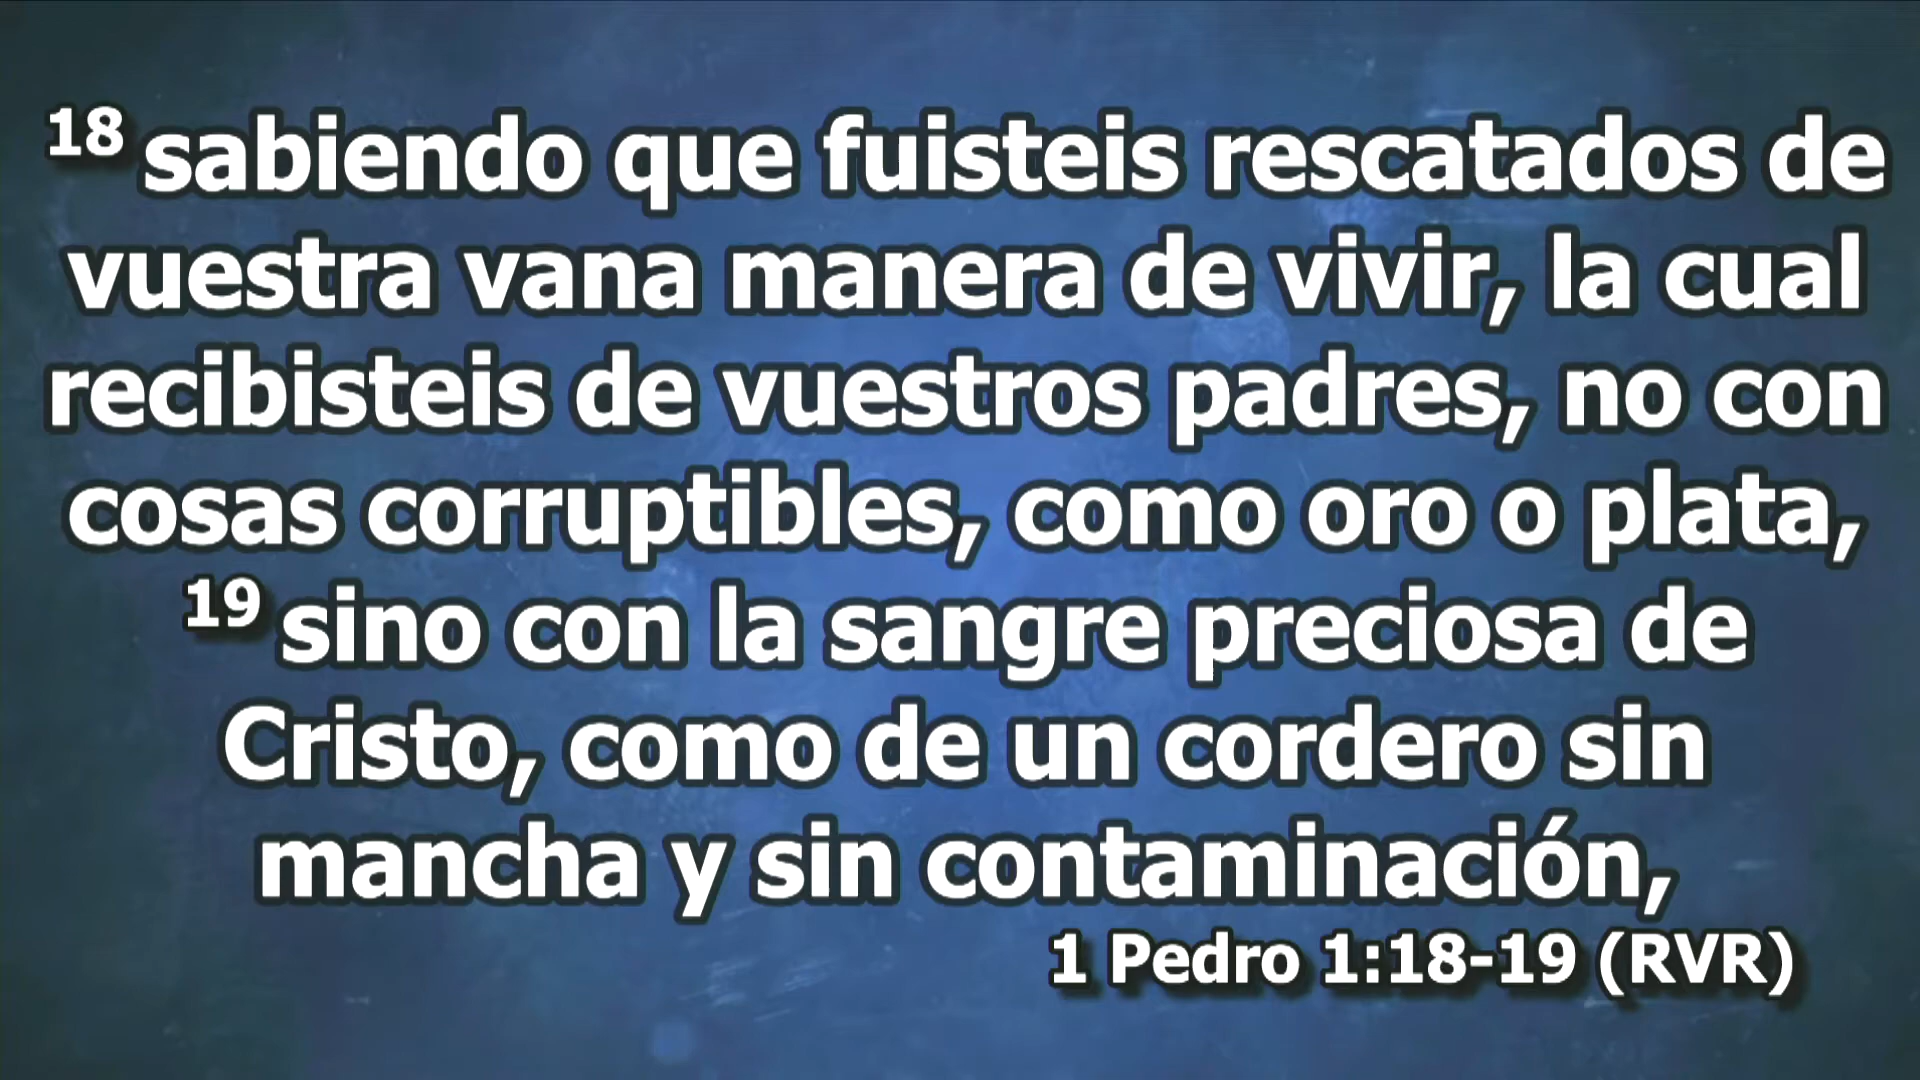 18 sabiendo que fuisteis rescatados de
vuestra vana manera de vivir, la cual
recibisteis de vuestros padres, no con
cosas corruptibles, como oro o plata,
19 sino con la sangre preciosa de
Cristo, como de un cordero sin
mancha y sin contaminación,
1 Pedro 1:18-19 (RVR)